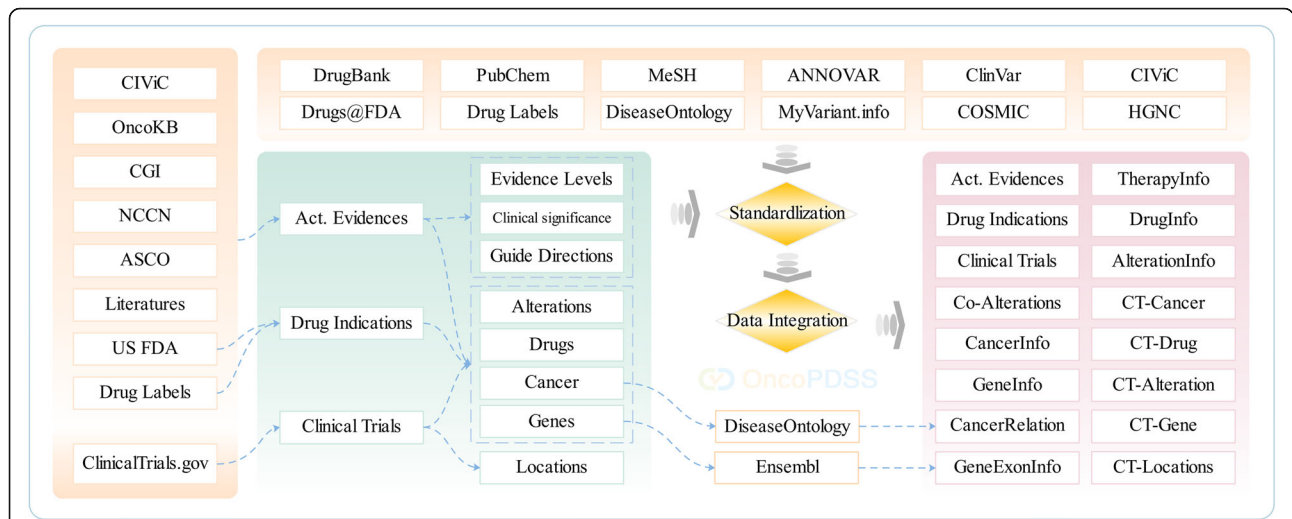 CIViC
OncoKB
CGI
NCCN
ASCO
Literatures
US FDA
Drug Labels
ClinicalTrials.gov
DrugBank
PubChem
MeSH
ANNOVAR
ClinVar
CIViC
Drugs@FDA
Drug Labels
DiseaseOntology
MyVariant.info
COSMIC
HGNC
Act. Evidences
Drug Indications
Clinical Trials
Evidence Levels
Clinical significance
Guide Directions
Alterations
Drugs
Cancer
Genes
Locations
Standardlization
Data Integration
OncoPDSS
DiseaseOntology
Ensembl
Act. Evidences
TherapyInfo
Drug Indications
DrugInfo
Clinical Trials
AlterationInfo
Co-Alterations
CT-Cancer
CancerInfo
CT-Drug
GeneInfo
CT-Alteration
CancerRelation
CT-Gene
GeneExonInfo
CT-Locations